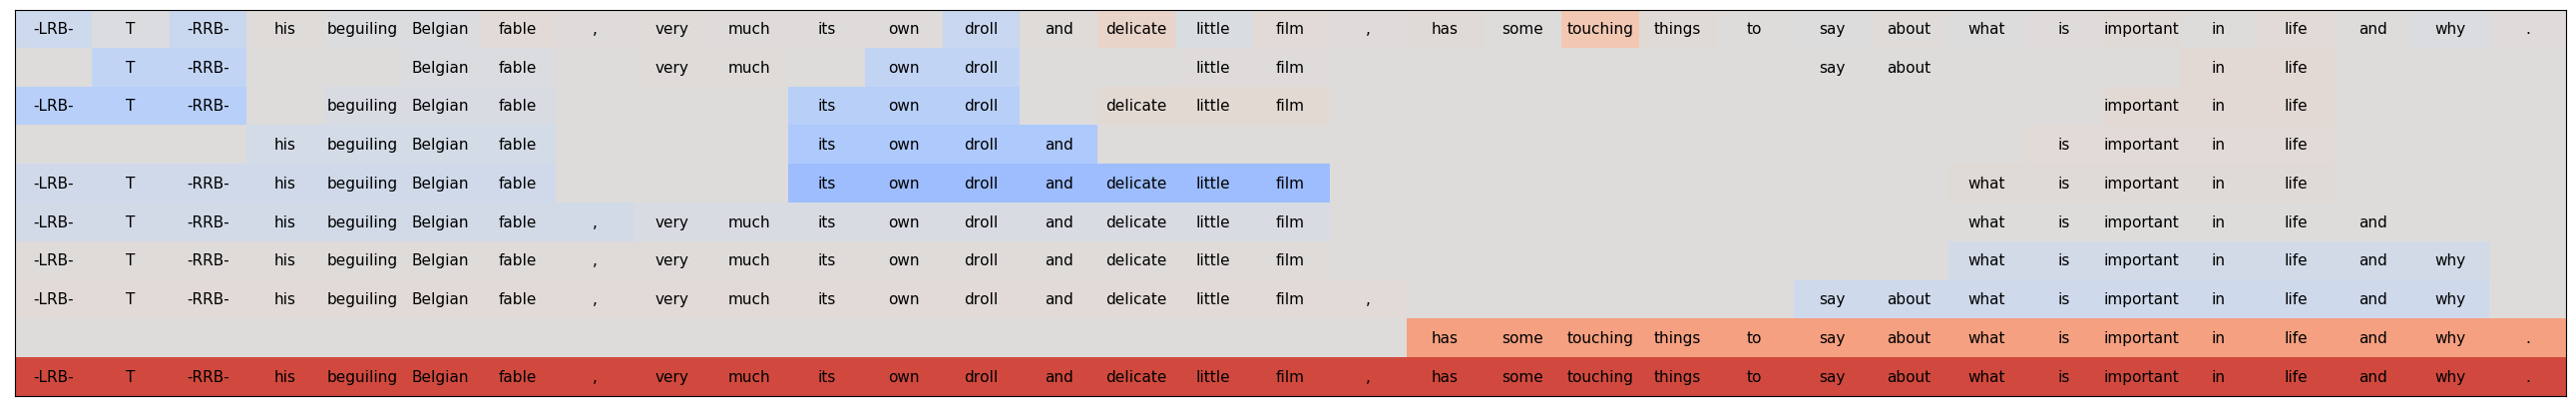 -LRB- T -RRB- his beguiling Belgian fable , very much its own droll and delicate little film , has some touching things to say about what is important in life and why .
T -RRB- Belgian fable very much own droll little film say about in life
-LRB- T -RRB- beguiling Belgian fable its own droll delicate little film important in life
his beguiling Belgian fable its own droll and is important in life
-LRB- T -RRB- his beguiling Belgian fable its own droll and delicate little film what is important in life
-LRB- T -RRB- his beguiling Belgian fable , very much its own droll and delicate little film what is important in life and
-LRB- T -RRB- his beguiling Belgian fable , very much its own droll and delicate little film what is important in life and why
-LRB- T -RRB- his beguiling Belgian fable , very much its own droll and delicate little film , say about what is important in life and why
has some touching things to say about what is important in life and why .
-LRB- T -RRB- his beguiling Belgian fable , very much its own droll and delicate little film , has some touching things to say about what is important in life and why .